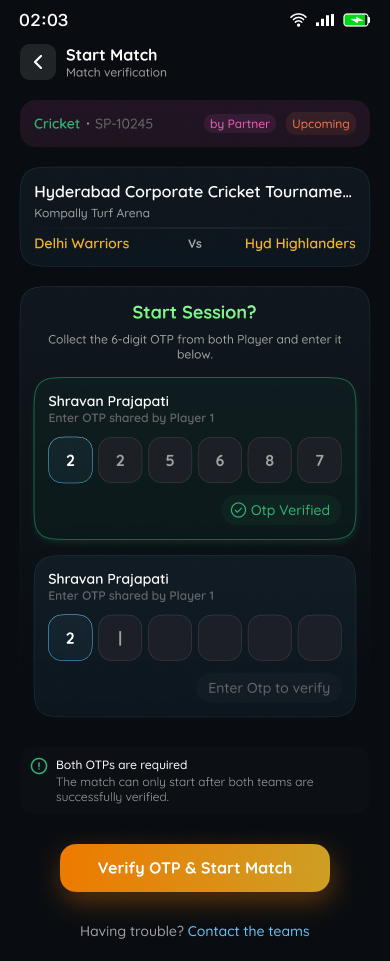 02:03
Start Match
Match verification
Cricket • SP-10245 by Partner Upcoming
Hyderabad Corporate Cricket Tourname...
Kompally Turf Arena
Delhi Warriors Vs Hyd Highlanders
Start Session?
Collect the 6-digit OTP from both Player and enter it
below.
Shravan Prajapati
Enter OTP shared by Player 1
2 2 5 6 8 7
Otp Verified
Shravan Prajapati
Enter OTP shared by Player 1
2 |
Enter Otp to verify
Both OTPs are required
The match can only start after both teams are
successfully verified.
Verify OTP & Start Match
Having trouble? Contact the teams